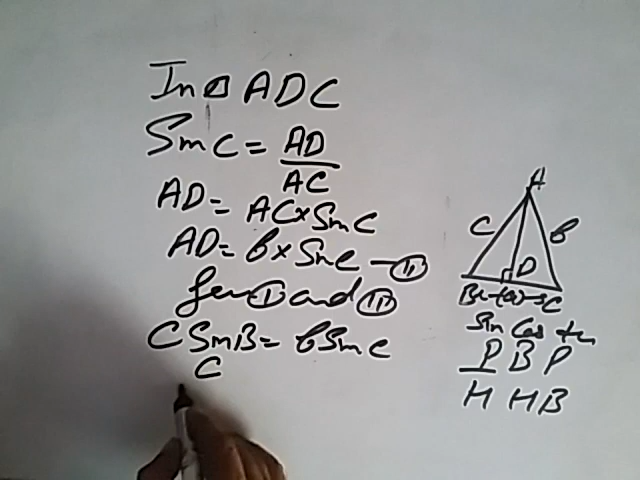 In △ ADC
Sin C = AD
AC
AD = AC × Sin C
AD = b × Sin C - II
from I and II
C Sin B = b Sin C
C
A
C b
D
B C
Sin Cos tan
P B P
H H B